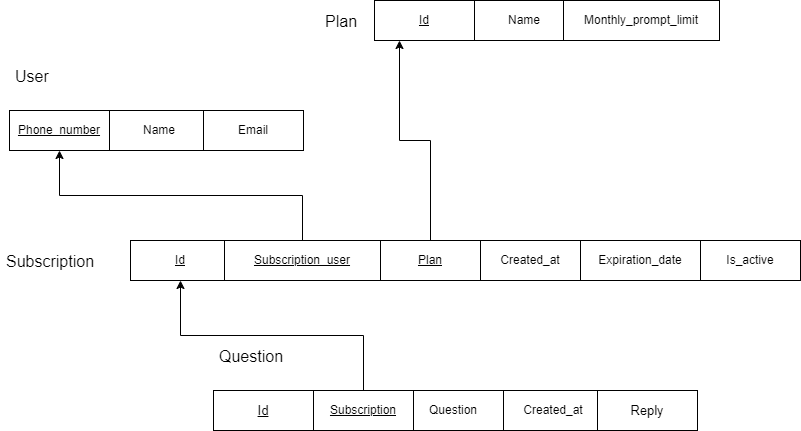 Plan
Id Name Monthly_prompt_limit
User
Phone_number Name Email
Subscription
Id Subscription_user Plan Created_at Expiration_date Is_active
Question
Id Subscription Question Created_at Reply